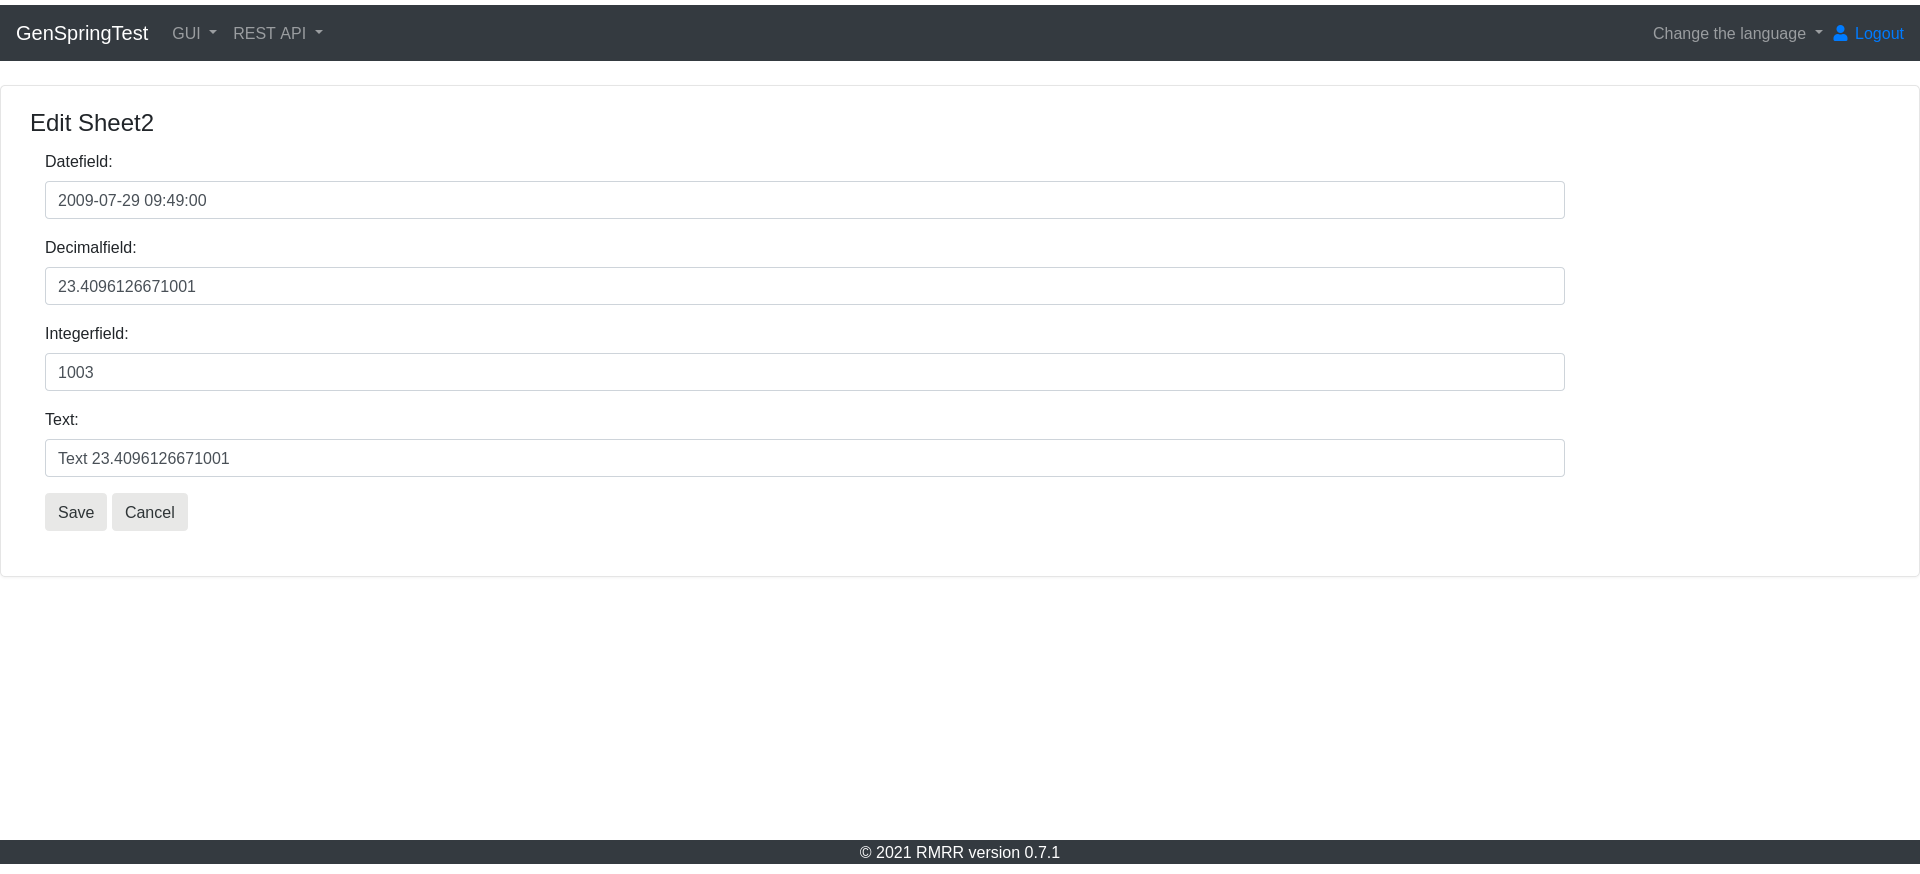 GenSpringTest GUI REST API Change the language Logout
Edit Sheet2
Datefield:
2009-07-29 09:49:00
Decimalfield:
23.4096126671001
Integerfield:
1003
Text:
Text 23.4096126671001
Save Cancel
© 2021 RMRR version 0.7.1